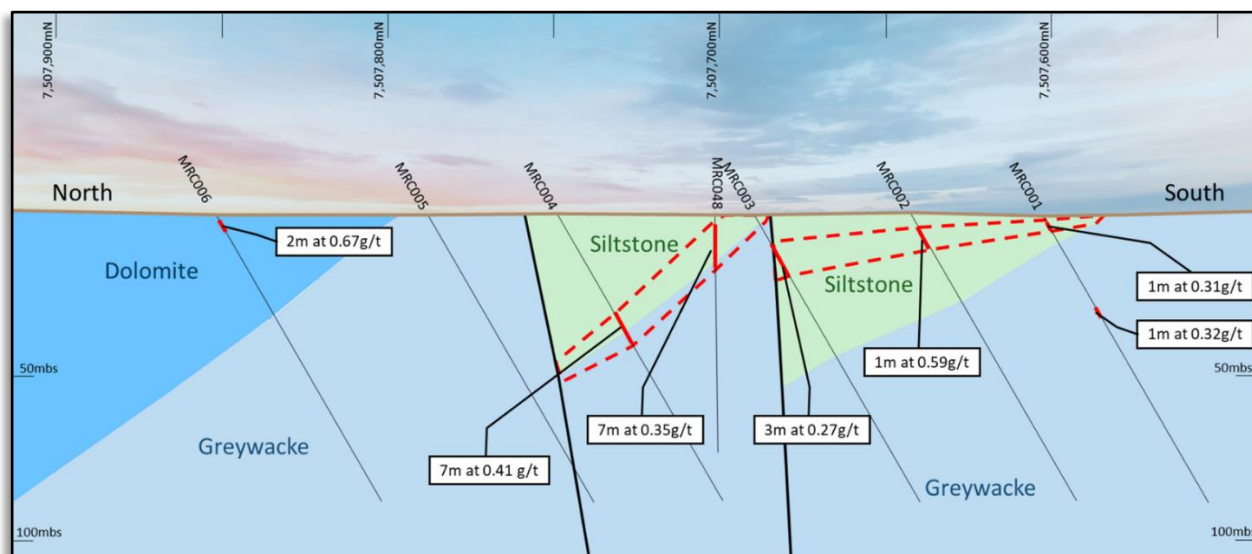 7,507,900mN
7,507,800mN
7,507,700mN
7,507,600mN
North
MRC006
MRC005
MRC004
MRC048
MRC003
MRC002
MRC001
South
2m at 0.67g/t
Siltstone
Dolomite
Siltstone
1m at 0.31g/t
1m at 0.32g/t
50mbs
1m at 0.59g/t
50mbs
Greywacke
7m at 0.35g/t
3m at 0.27g/t
7m at 0.41 g/t
Greywacke
100mbs
100mbs